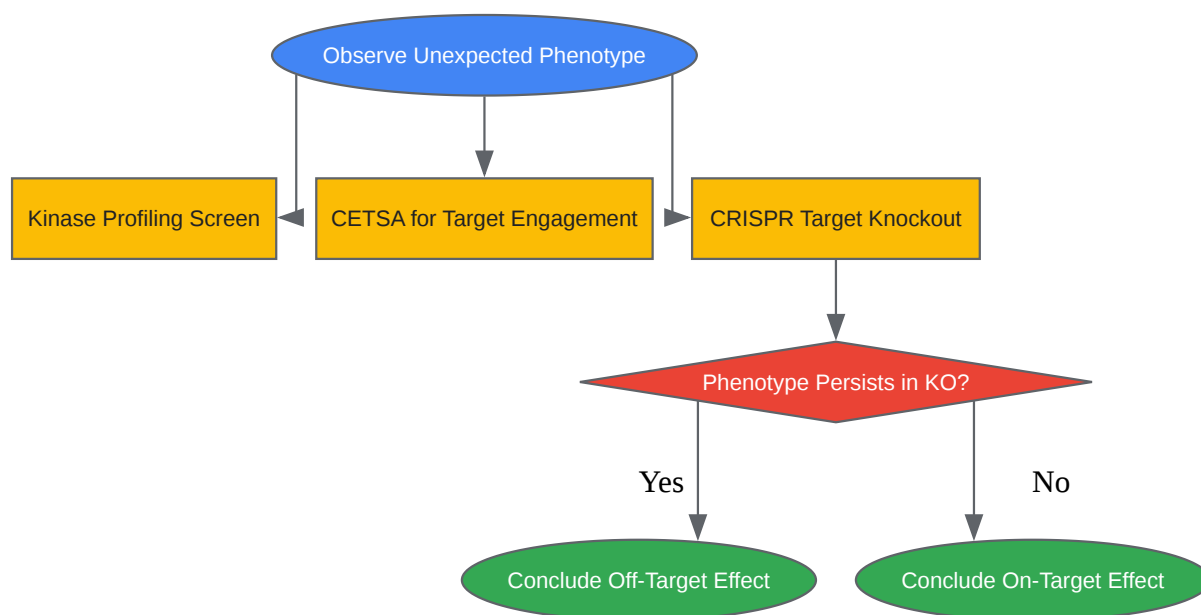 Observe Unexpected Phenotype
Kinase Profiling Screen
CETSA for Target Engagement
CRISPR Target Knockout
Phenotype Persists in KO?
Yes
No
Conclude Off-Target Effect
Conclude On-Target Effect